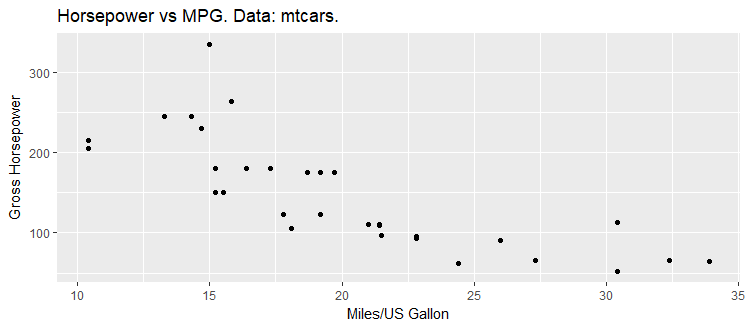 Horsepower vs MPG. Data: mtcars.
300
200
100
Gross Horsepower
10 15 20 25 30 35
Miles/US Gallon